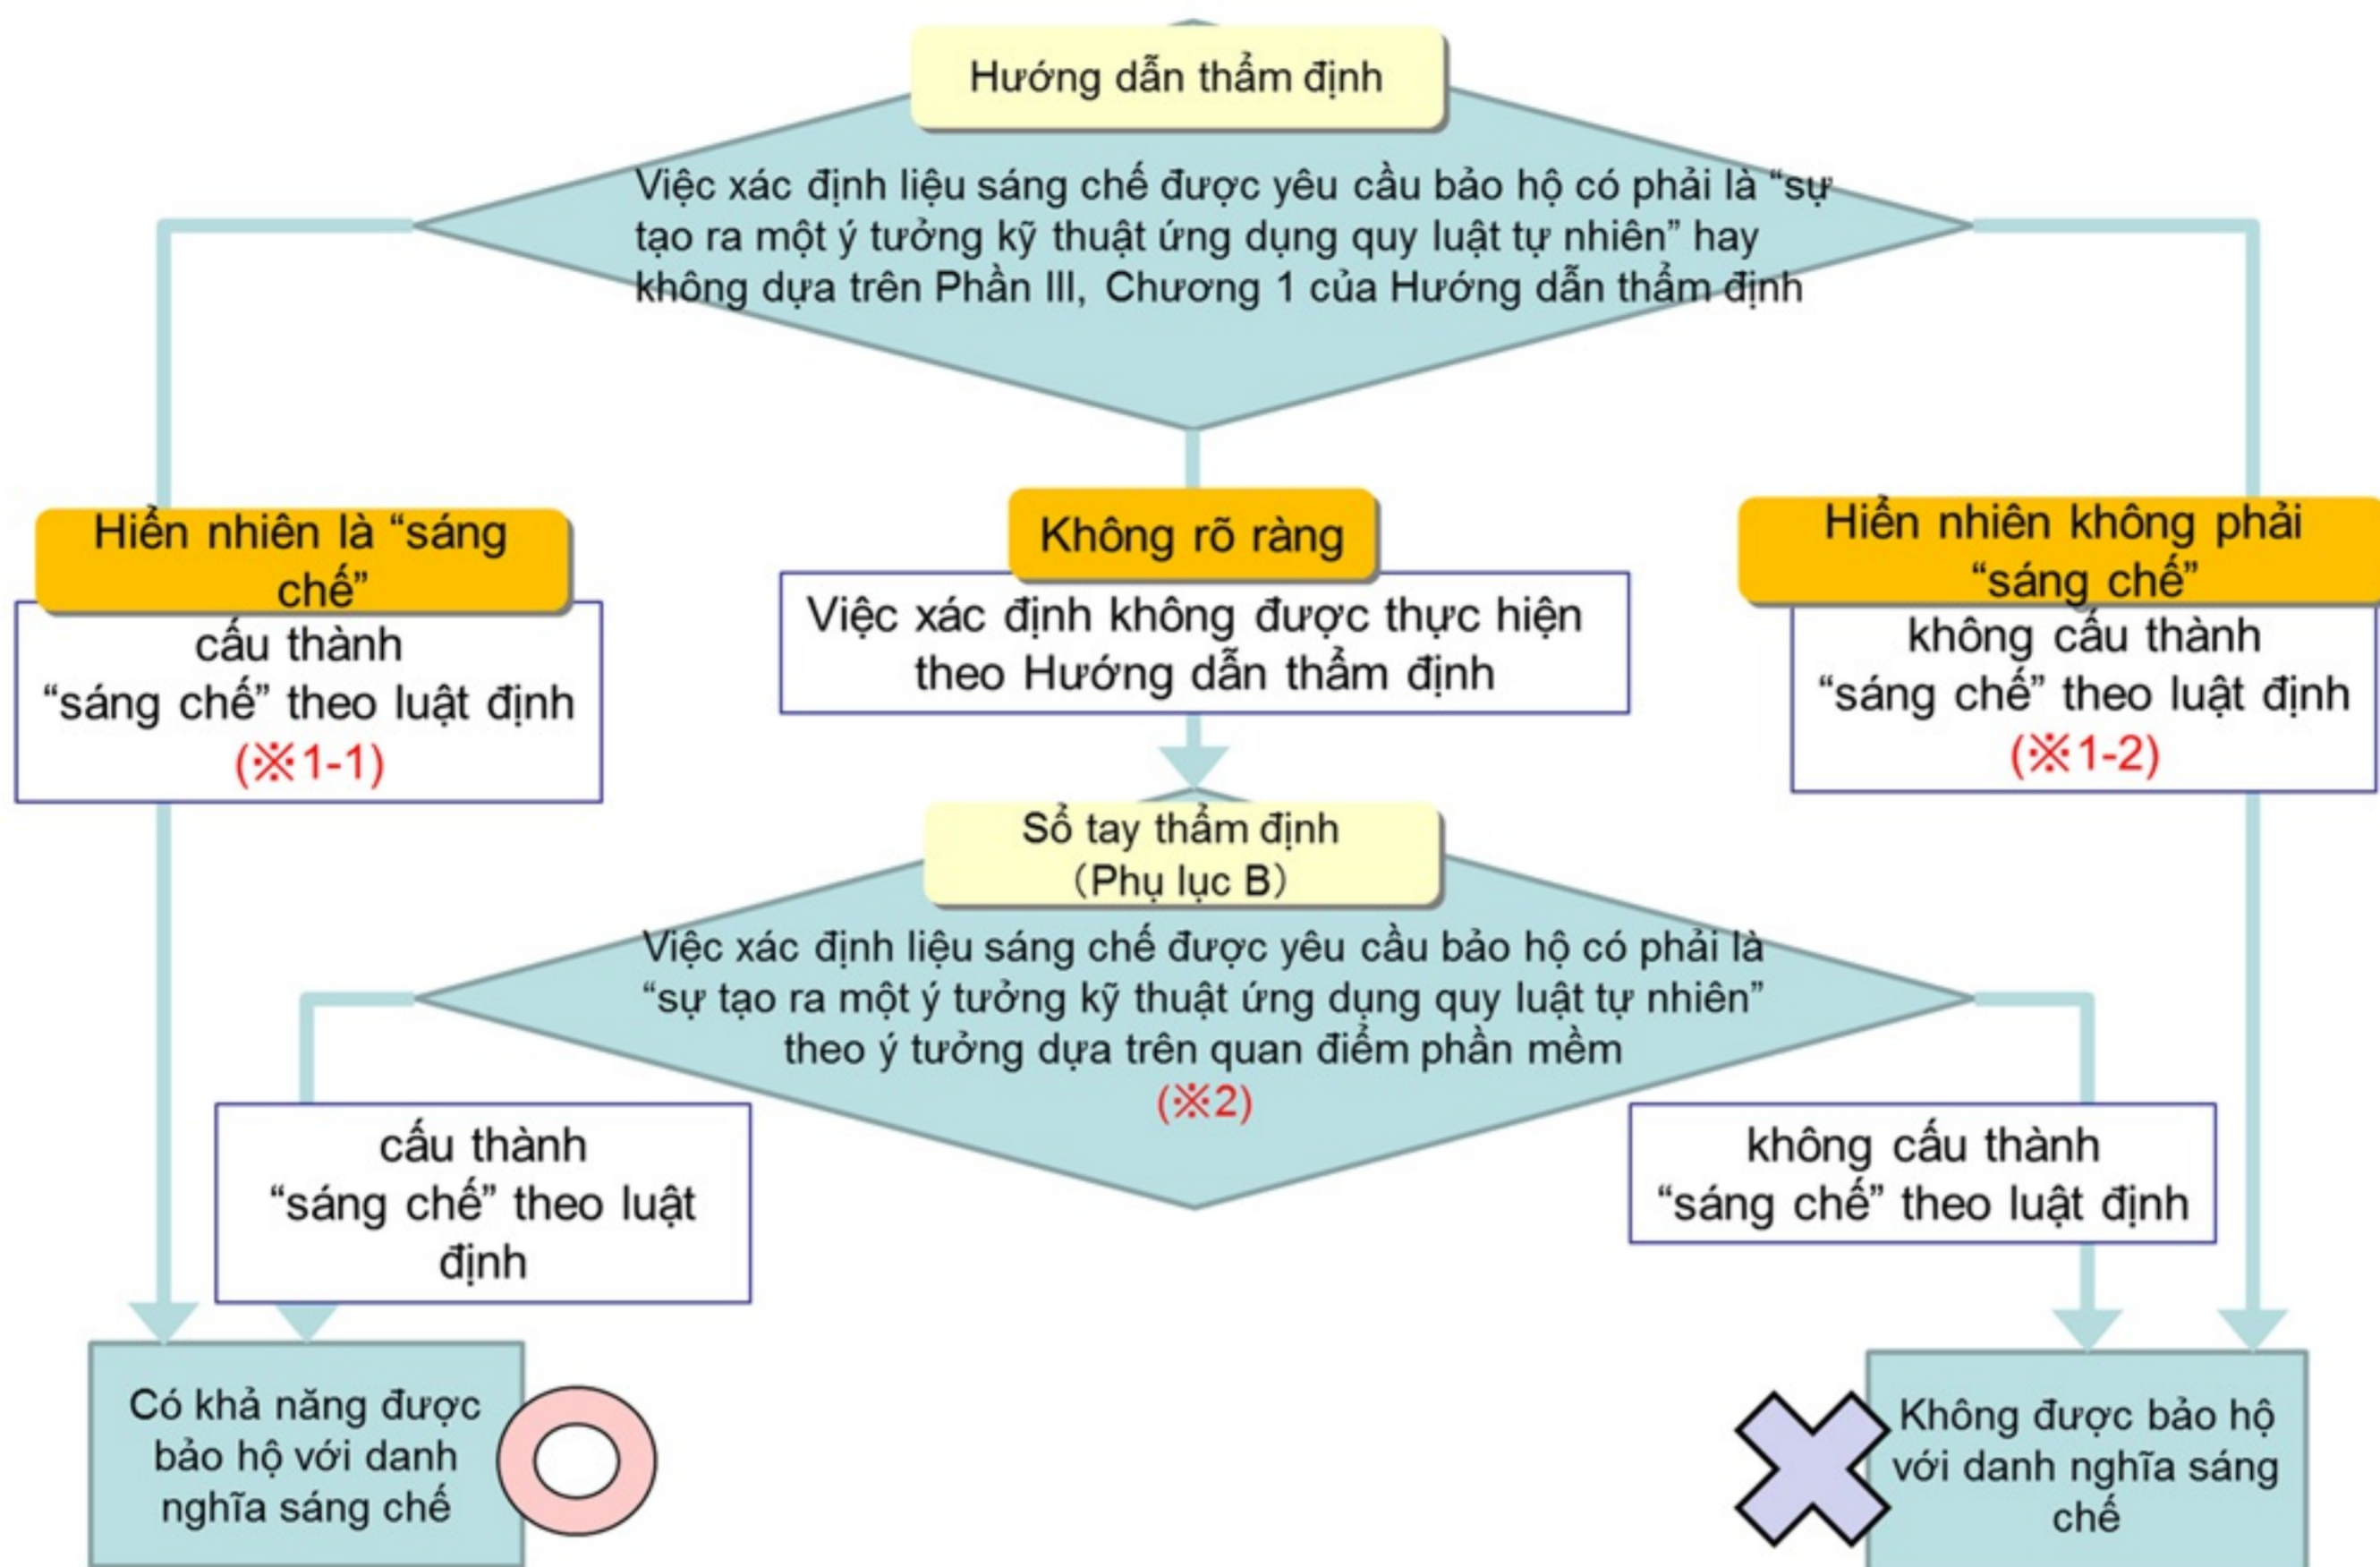 Hướng dẫn thẩm định
Việc xác định liệu sáng chế được yêu cầu bảo hộ có phải là “sự
tạo ra một ý tưởng kỹ thuật ứng dụng quy luật tự nhiên” hay
không dựa trên Phần III, Chương 1 của Hướng dẫn thẩm định
Hiển nhiên là “sáng
chế”
cấu thành
“sáng chế” theo luật định
(※1-1)
Không rõ ràng
Việc xác định không được thực hiện
theo Hướng dẫn thẩm định
Hiển nhiên không phải
“sáng chế”
không cấu thành
“sáng chế” theo luật định
(※1-2)
Sổ tay thẩm định
（Phụ lục B）
Việc xác định liệu sáng chế được yêu cầu bảo hộ có phải là
“sự tạo ra một ý tưởng kỹ thuật ứng dụng quy luật tự nhiên”
theo ý tưởng dựa trên quan điểm phần mềm
(※2)
cấu thành
“sáng chế” theo luật
định
không cấu thành
“sáng chế” theo luật định
Có khả năng được
bảo hộ với danh
nghĩa sáng chế
Không được bảo hộ
với danh nghĩa sáng
chế